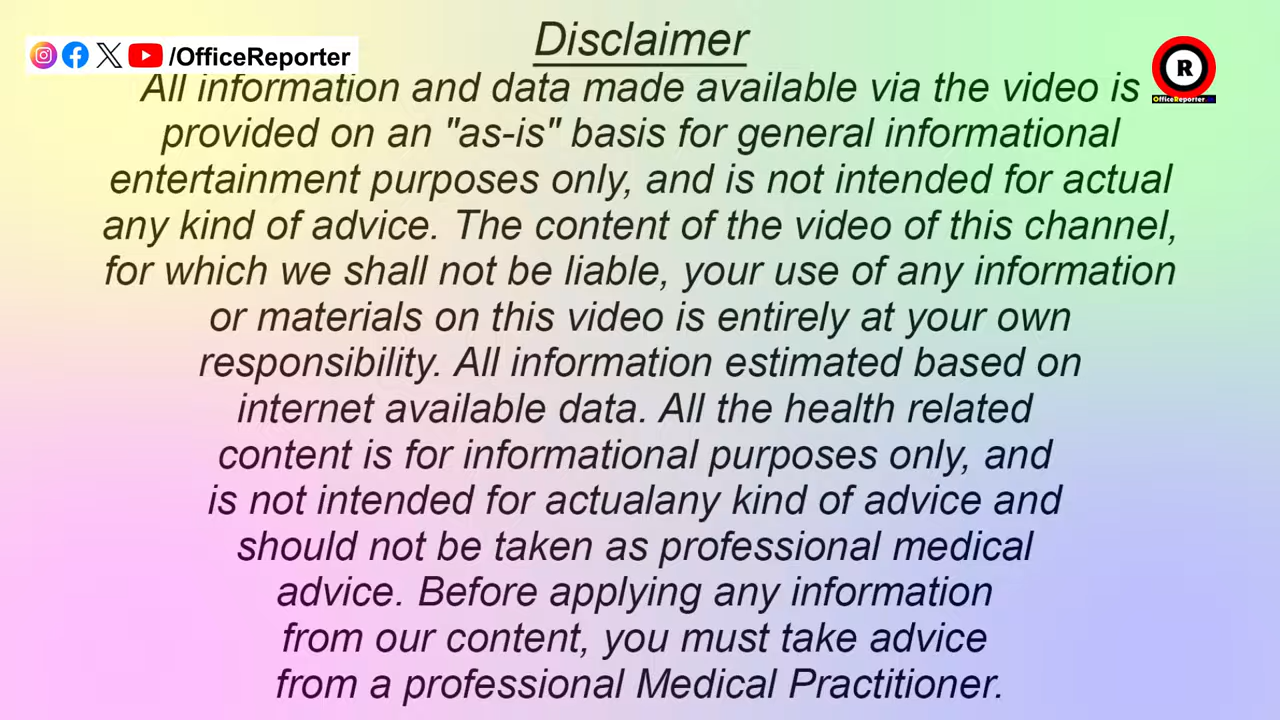 Disclaimer
/OfficeReporter
R
OfficeReporter
All information and data made available via the video is
provided on an "as-is" basis for general informational
entertainment purposes only, and is not intended for actual
any kind of advice. The content of the video of this channel,
for which we shall not be liable, your use of any information
or materials on this video is entirely at your own
responsibility. All information estimated based on
internet available data. All the health related
content is for informational purposes only, and
is not intended for actualany kind of advice and
should not be taken as professional medical
advice. Before applying any information
from our content, you must take advice
from a professional Medical Practitioner.